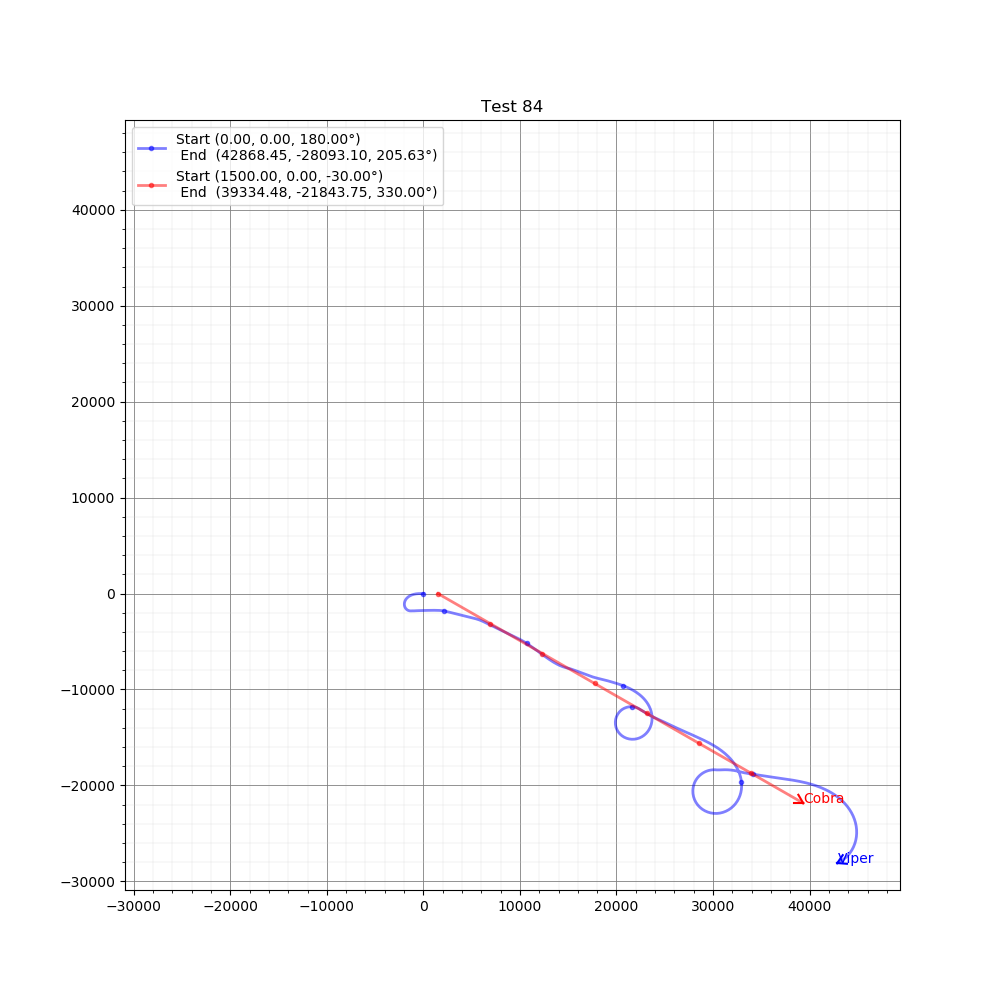 Test 84
Start (0.00, 0.00, 180.00°)
End (42868.45, -28093.10, 205.63°)
Start (1500.00, 0.00, -30.00°)
End (39334.48, -21843.75, 330.00°)
40000
30000
20000
10000
0
−10000
−20000
−30000
Cobra
Viper
−30000 −20000 −10000 0 10000 20000 30000 40000